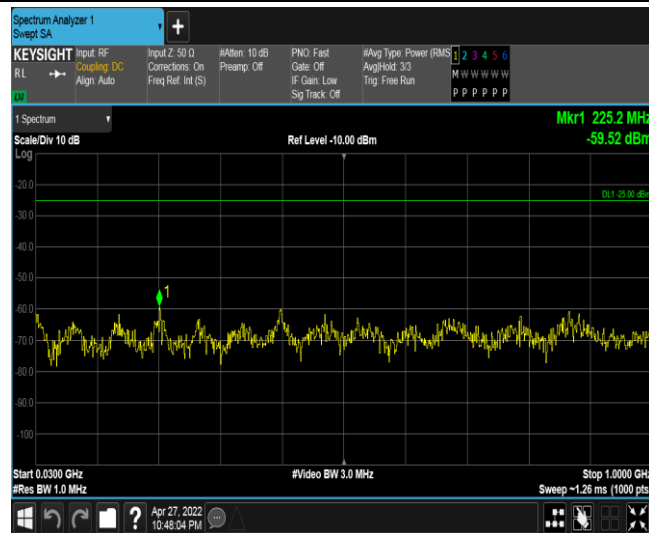 Spectrum Analyzer 1
Swept SA
+
KEYSIGHT Input: RF Input Z: 50 Ω #Atten: 10 dB PNO: Fast #Avg Type: Power (RMS 1 2 3 4 5 6
RL Coupling: DC Corrections: On Preamp: Off Gate: Off Avg|Hold: 3/3 M W W W W W
Align: Auto Freq Ref: Int (S) IF Gain: Low Trig: Free Run
Sig Track: Off P P P P P P
1 Spectrum Mkr1 225.2 MHz
Scale/Div 10 dB Ref Level -10.00 dBm -59.52 dBm
Log
-20.0 DL1 -25.00 dBm
-30.0
-40.0
-50.0
1
-60.0
-70.0
-80.0
-90.0
-100
Start 0.0300 GHz #Video BW 3.0 MHz Stop 1.0000 GHz
#Res BW 1.0 MHz Sweep ~1.26 ms (1000 pts)
? Apr 27, 2022
10:48:04 PM